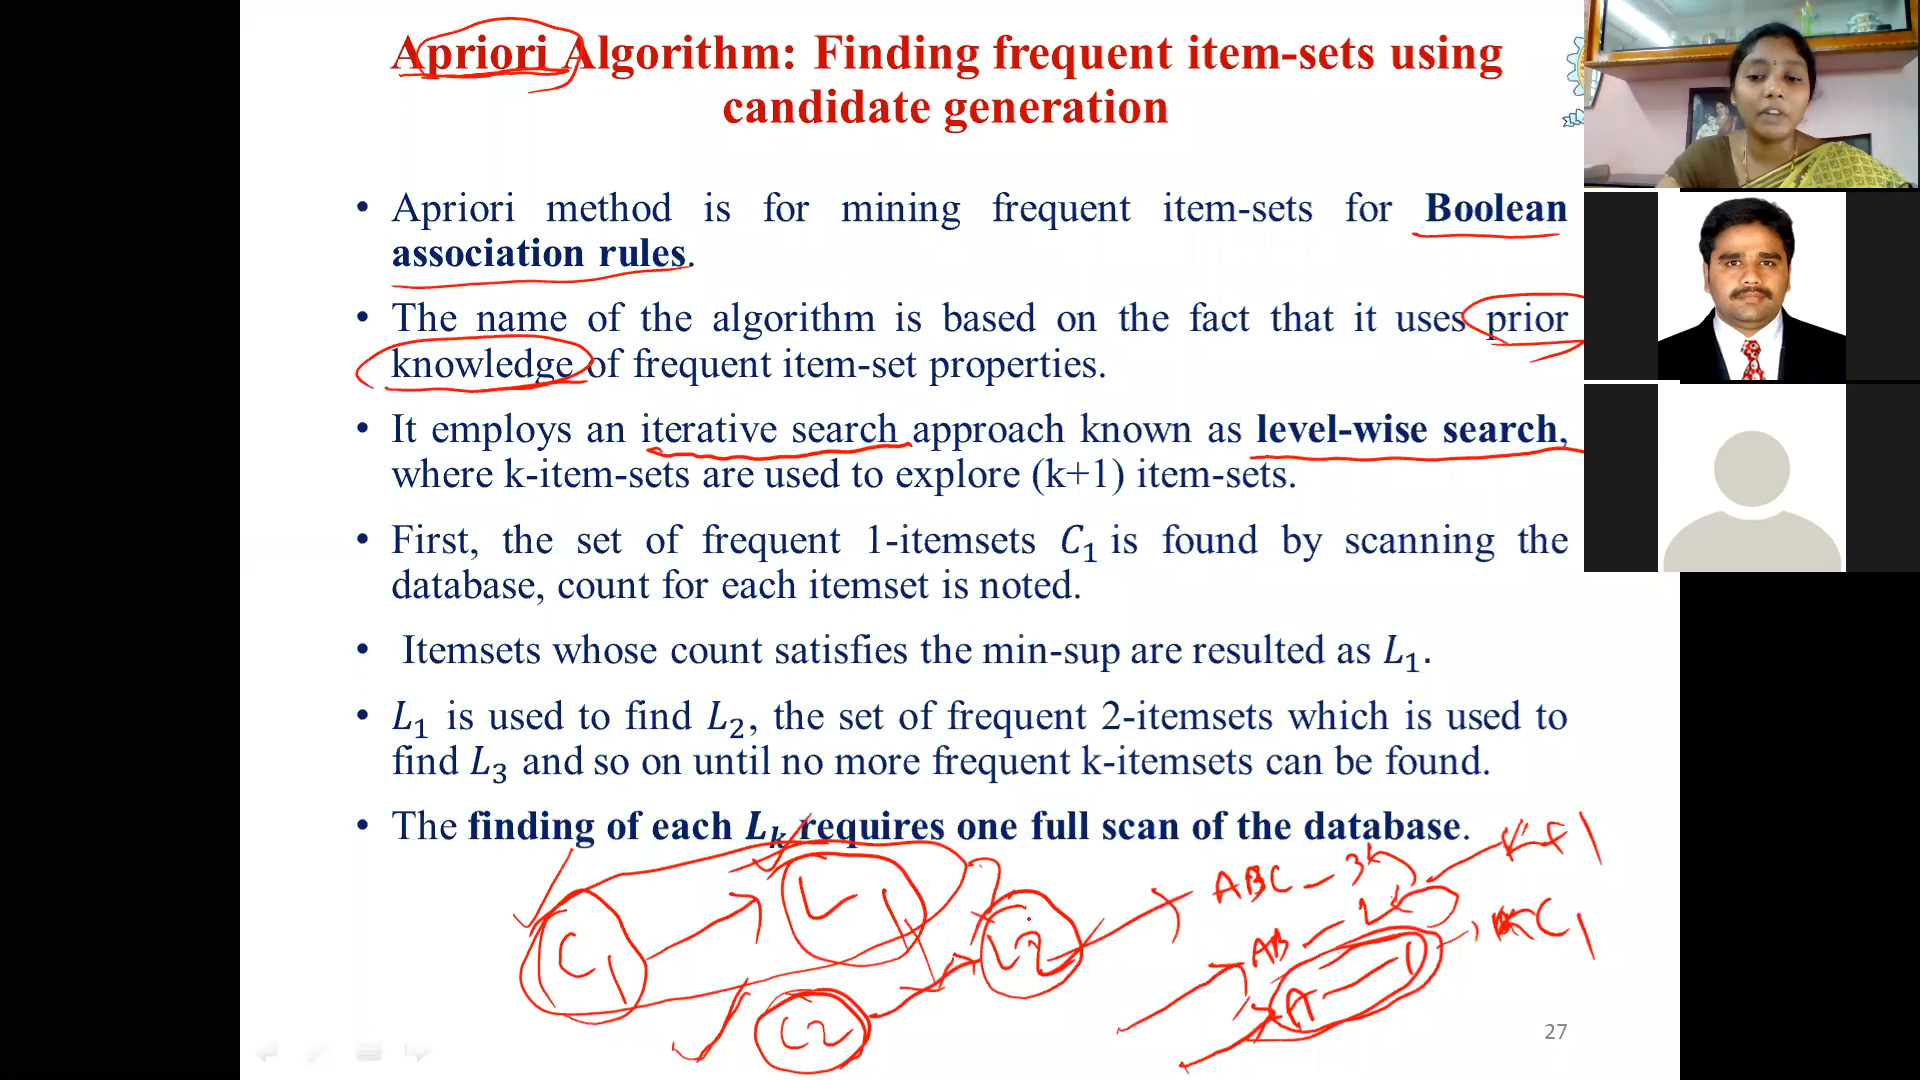 Apriori Algorithm: Finding frequent item-sets using
candidate generation
• Apriori method is for mining frequent item-sets for Boolean
association rules.
• The name of the algorithm is based on the fact that it uses prior
knowledge of frequent item-set properties.
• It employs an iterative search approach known as level-wise search,
where k-item-sets are used to explore (k+1) item-sets.
• First, the set of frequent 1-itemsets C₁ is found by scanning the
database, count for each itemset is noted.
• Itemsets whose count satisfies the min-sup are resulted as L₁.
• L₁ is used to find L₂, the set of frequent 2-itemsets which is used to
find L₃ and so on until no more frequent k-itemsets can be found.
• The finding of each Lₖ requires one full scan of the database.
K+1
ABC - 3k
L1
C1
L2
AB - 2
C1
A - 1
C2
27